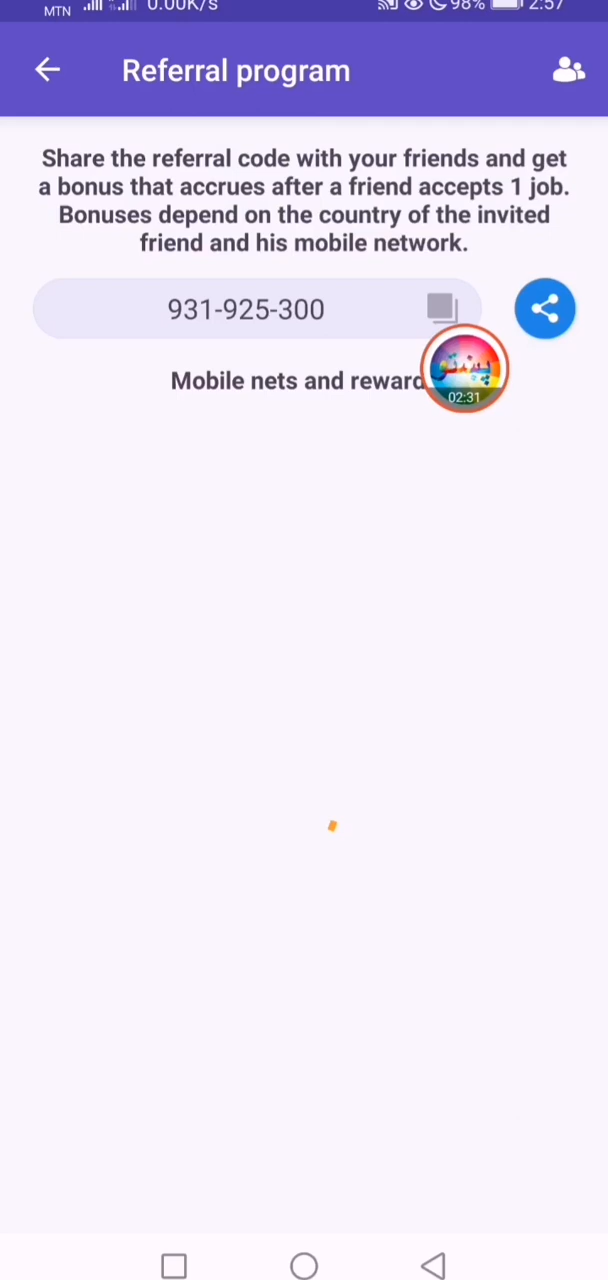 MTN 0.00K/s 98% 2:57
Referral program
Share the referral code with your friends and get
a bonus that accrues after a friend accepts 1 job.
Bonuses depend on the country of the invited
friend and his mobile network.
931-925-300
Mobile nets and reward
پښتو
02:31